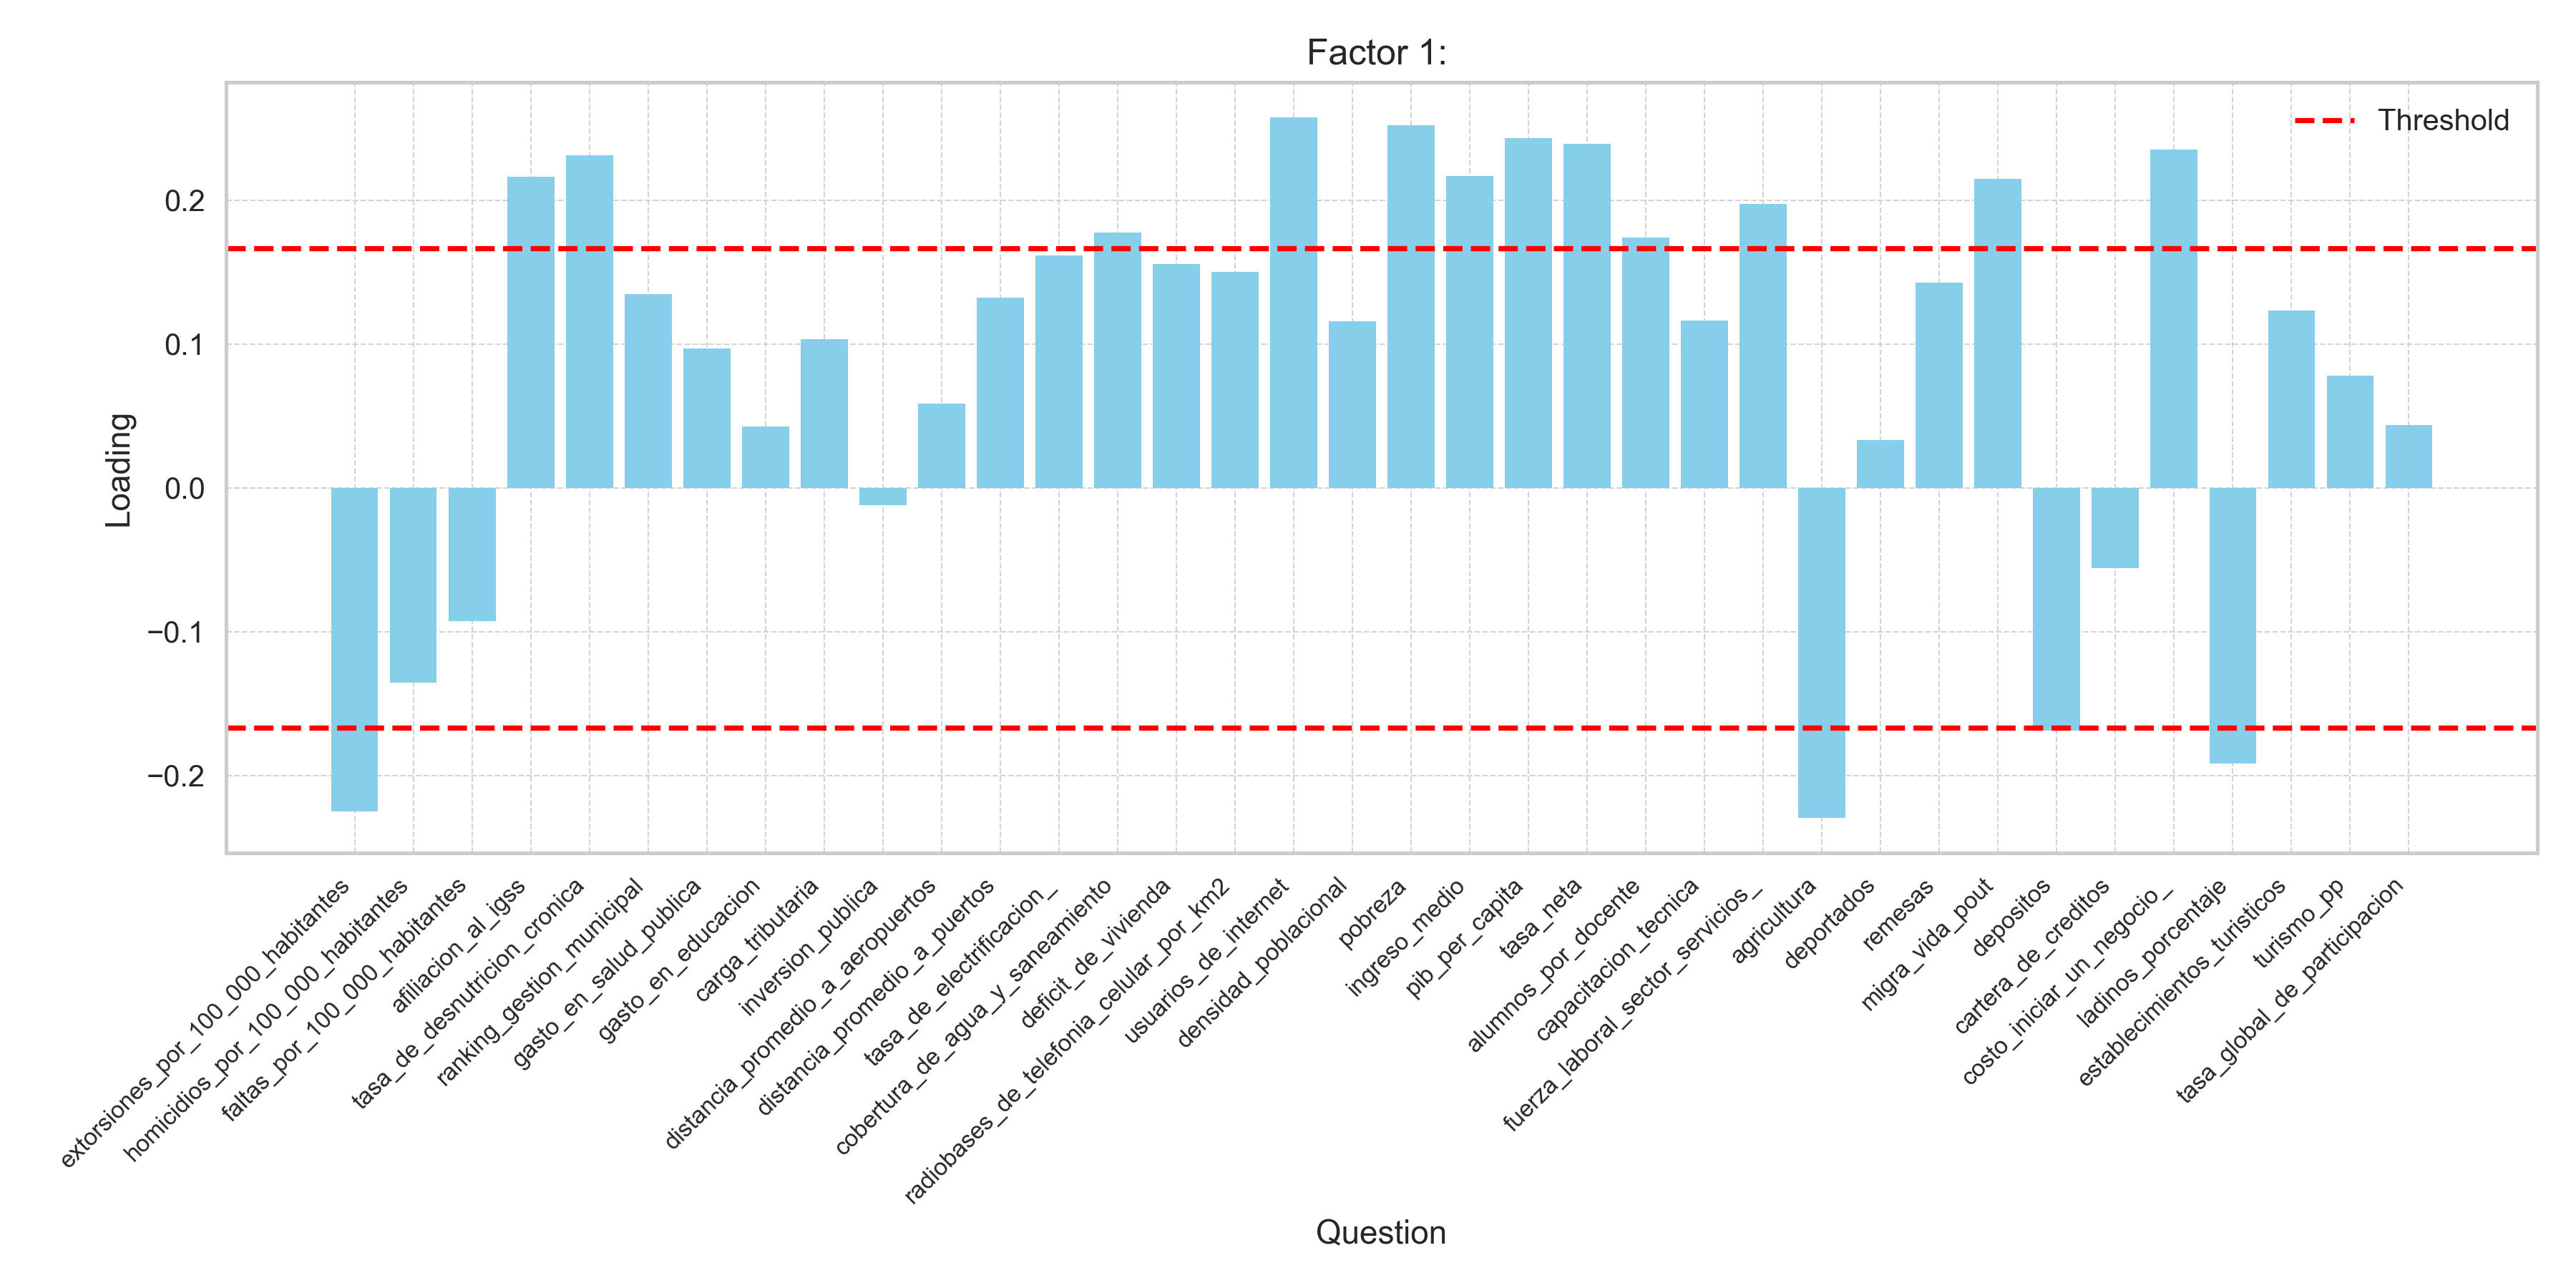 Factor 1:
Threshold
Loading
0.2
0.1
0.0
−0.1
−0.2
extorsiones_por_100_000_habitantes
homicidios_por_100_000_habitantes
faltas_por_100_000_habitantes
afiliacion_al_igss
tasa_de_desnutricion_cronica
ranking_gestion_municipal
gasto_en_salud_publica
gasto_en_educacion
carga_tributaria
inversion_publica
distancia_promedio_a_aeropuertos
distancia_promedio_a_puertos
tasa_de_electrificacion_
cobertura_de_agua_y_saneamiento
deficit_de_vivienda
radiobases_de_telefonia_celular_por_km2
usuarios_de_internet
densidad_poblacional
pobreza
ingreso_medio
pib_per_capita
tasa_neta
alumnos_por_docente
capacitacion_tecnica
fuerza_laboral_sector_servicios_
agricultura
deportados
remesas
migra_vida_pout
depositos
cartera_de_creditos
costo_iniciar_un_negocio_
ladinos_porcentaje
establecimientos_turisticos
turismo_pp
tasa_global_de_participacion
Question